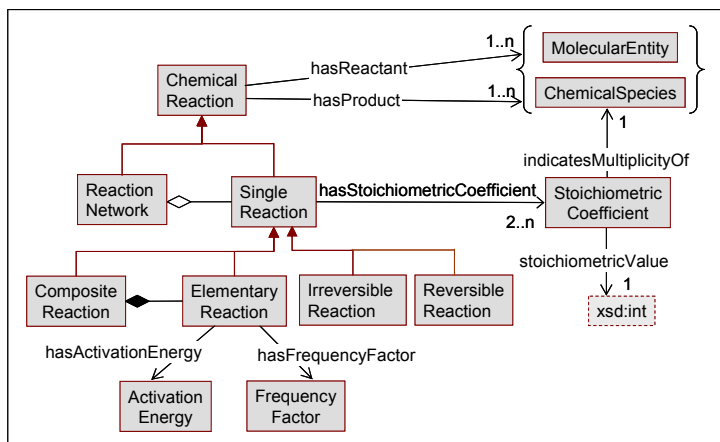 1..n
MolecularEntity
Chemical
Reaction
hasReactant
hasProduct
1..n
ChemicalSpecies
1
indicatesMultiplicityOf
Reaction
Network
Single
Reaction
hasStoichiometricCoefficient
2..n
Stoichiometric
Coefficient
stoichiometricValue
1
xsd:int
Composite
Reaction
Elementary
Reaction
Irreversible
Reaction
Reversible
Reaction
hasActivationEnergy
hasFrequencyFactor
Activation
Energy
Frequency
Factor